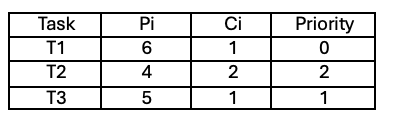 Task Pi Ci Priority
T1 6 1 0
T2 4 2 2
T3 5 1 1